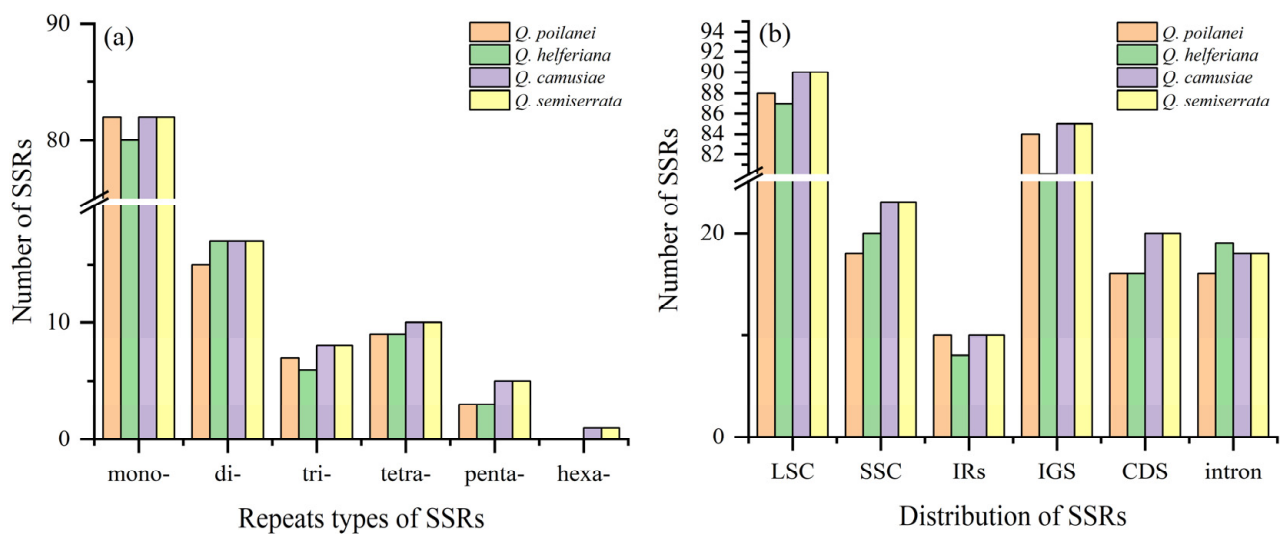 (a)
Q. poilanei
Q. helferiana
Q. camusiae
Q. semiserrata
Number of SSRs
90
80
10
0
mono- di- tri- tetra- penta- hexa-
Repeats types of SSRs
(b)
Q. poilanei
Q. helferiana
Q. camusiae
Q. semiserrata
Number of SSRs
94
92
90
88
86
84
82
20
0
LSC SSC IRs IGS CDS intron
Distribution of SSRs